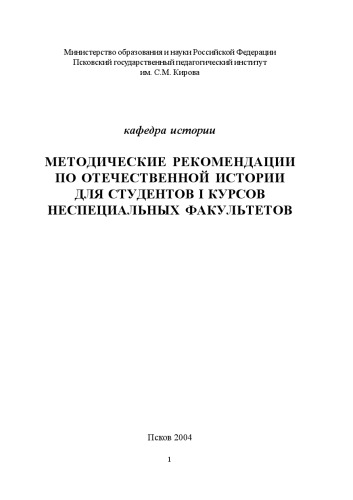 Министерство образования и науки Российской Федерации
Псковский государственный педагогический институт
им. С.М. Кирова
кафедра истории
МЕТОДИЧЕСКИЕ РЕКОМЕНДАЦИИ
ПО ОТЕЧЕСТВЕННОЙ ИСТОРИИ
ДЛЯ СТУДЕНТОВ I КУРСОВ
НЕСПЕЦИАЛЬНЫХ ФАКУЛЬТЕТОВ
Псков 2004
1